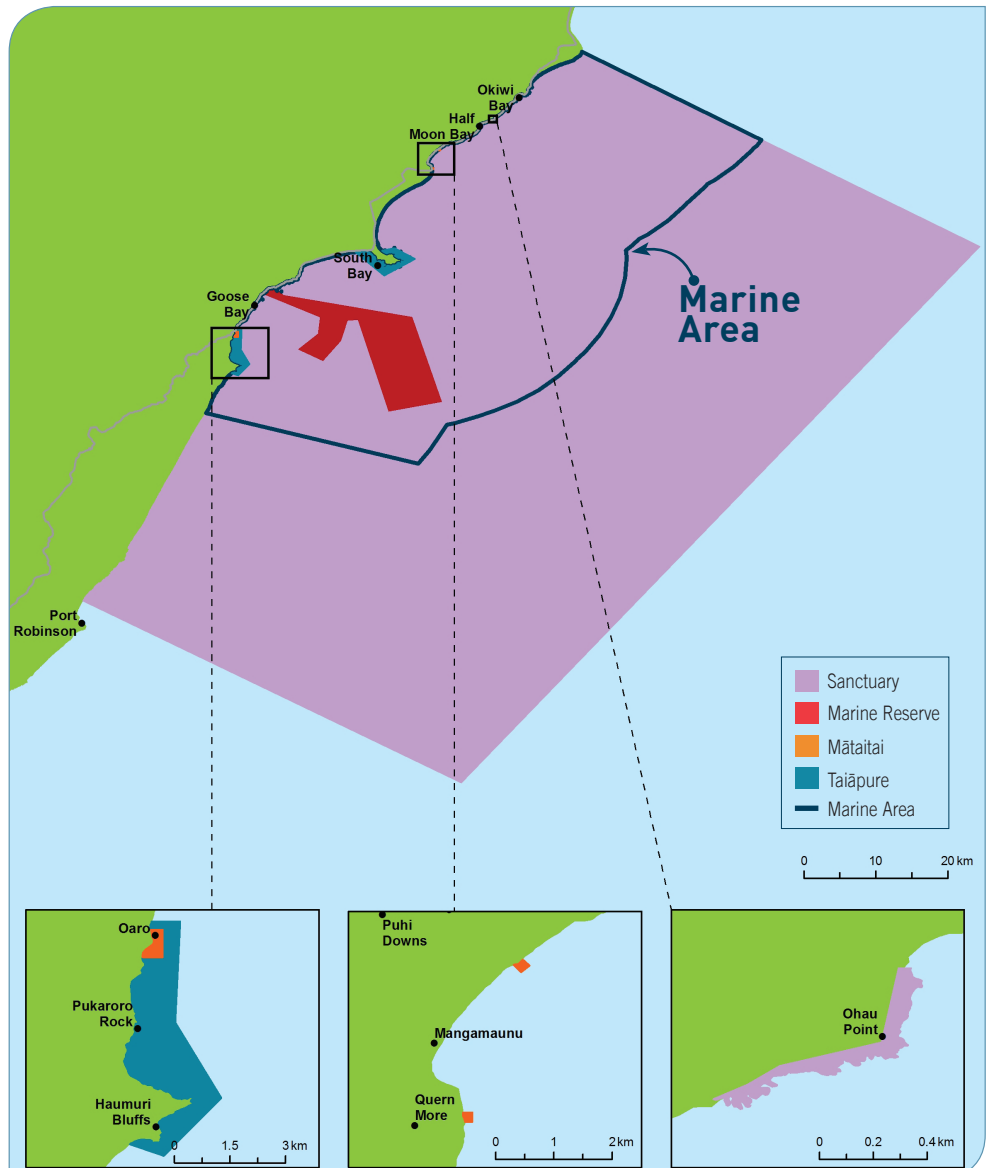 Okiwi
Bay
Half
Moon Bay
South
Bay
Goose
Bay
Marine
Area
Port
Robinson
Sanctuary
Marine Reserve
Mātaitai
Taiāpure
Marine Area
0 10 20 km
Oaro
Pukaroro
Rock
Haumuri
Bluffs
0 1.5 3 km
Puhi
Downs
Mangamaunu
Quern
More
0 1 2 km
Ohau
Point
0 0.2 0.4 km